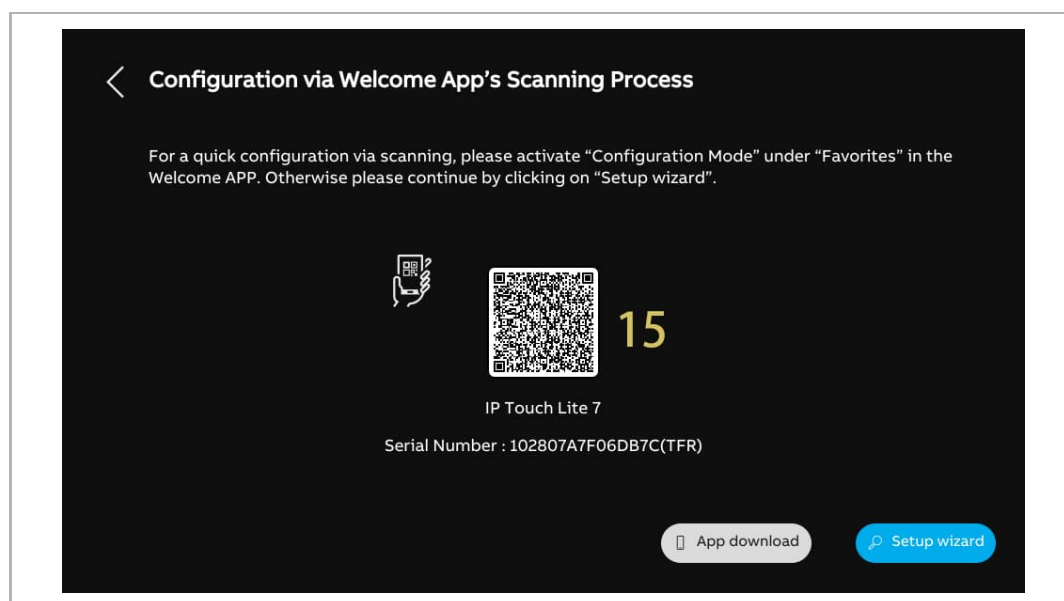 Configuration via Welcome App's Scanning Process
For a quick configuration via scanning, please activate “Configuration Mode” under “Favorites” in the
Welcome APP. Otherwise please continue by clicking on “Setup wizard”.
15
IP Touch Lite 7
Serial Number : 102807A7F06DB7C(TFR)
App download
Setup wizard